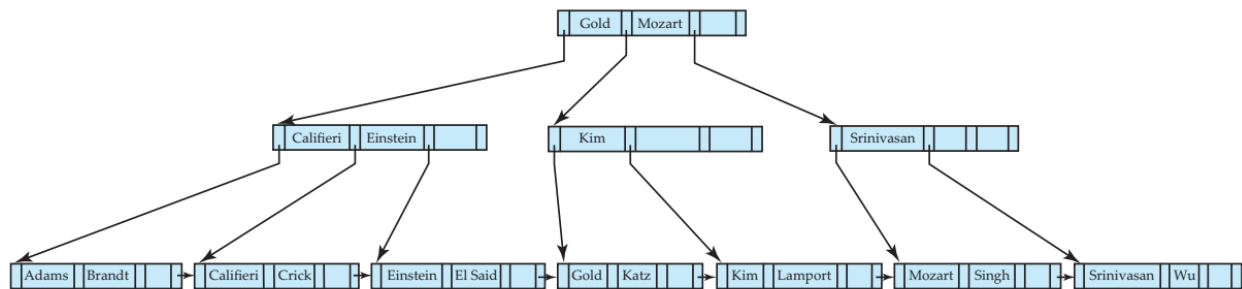 Gold Mozart
Califieri Einstein Kim Srinivasan
Adams Brandt Califieri Crick Einstein El Said Gold Katz Kim Lamport Mozart Singh Srinivasan Wu